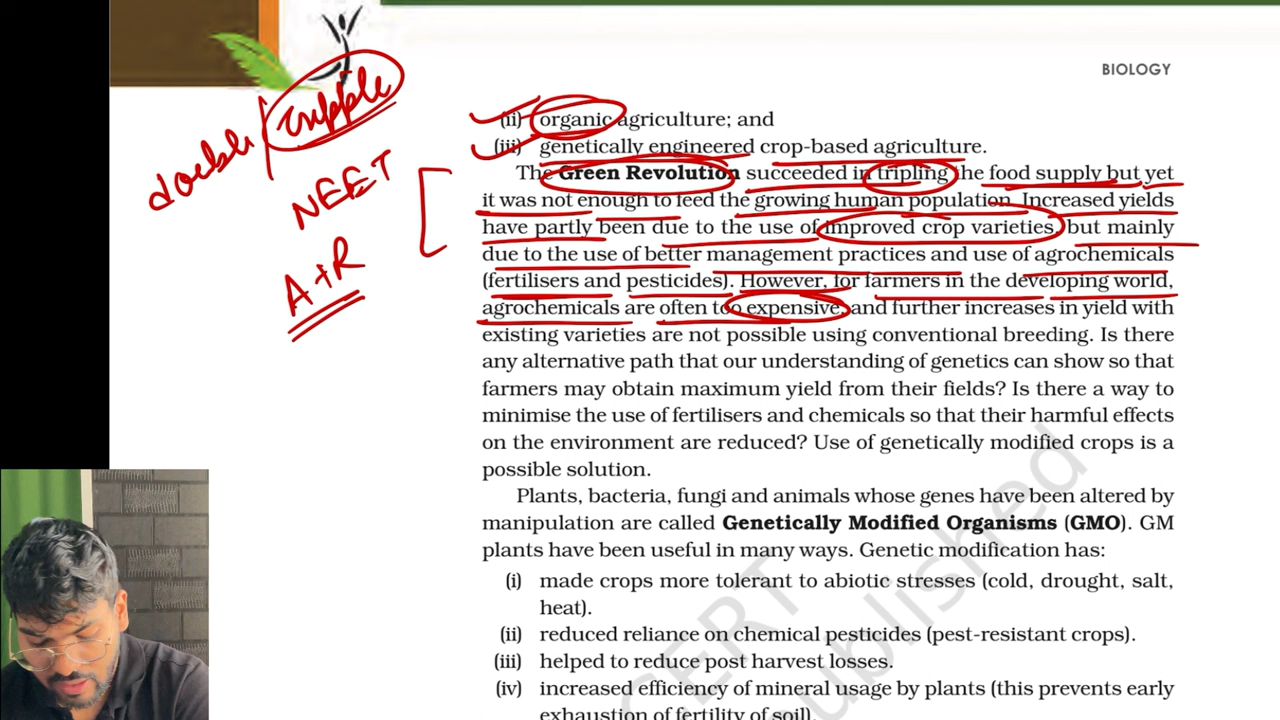 BIOLOGY
double
tripple
NEET
A+R
(ii) organic agriculture; and
(iii) genetically engineered crop-based agriculture.
The Green Revolution succeeded in tripling the food supply but yet
it was not enough to feed the growing human population. Increased yields
have partly been due to the use of improved crop varieties, but mainly
due to the use of better management practices and use of agrochemicals
(fertilisers and pesticides). However, for farmers in the developing world,
agrochemicals are often too expensive, and further increases in yield with
existing varieties are not possible using conventional breeding. Is there
any alternative path that our understanding of genetics can show so that
farmers may obtain maximum yield from their fields? Is there a way to
minimise the use of fertilisers and chemicals so that their harmful effects
on the environment are reduced? Use of genetically modified crops is a
possible solution.
Plants, bacteria, fungi and animals whose genes have been altered by
manipulation are called Genetically Modified Organisms (GMO). GM
plants have been useful in many ways. Genetic modification has:
(i) made crops more tolerant to abiotic stresses (cold, drought, salt,
heat).
(ii) reduced reliance on chemical pesticides (pest-resistant crops).
(iii) helped to reduce post harvest losses.
(iv) increased efficiency of mineral usage by plants (this prevents early
exhaustion of fertility of soil).